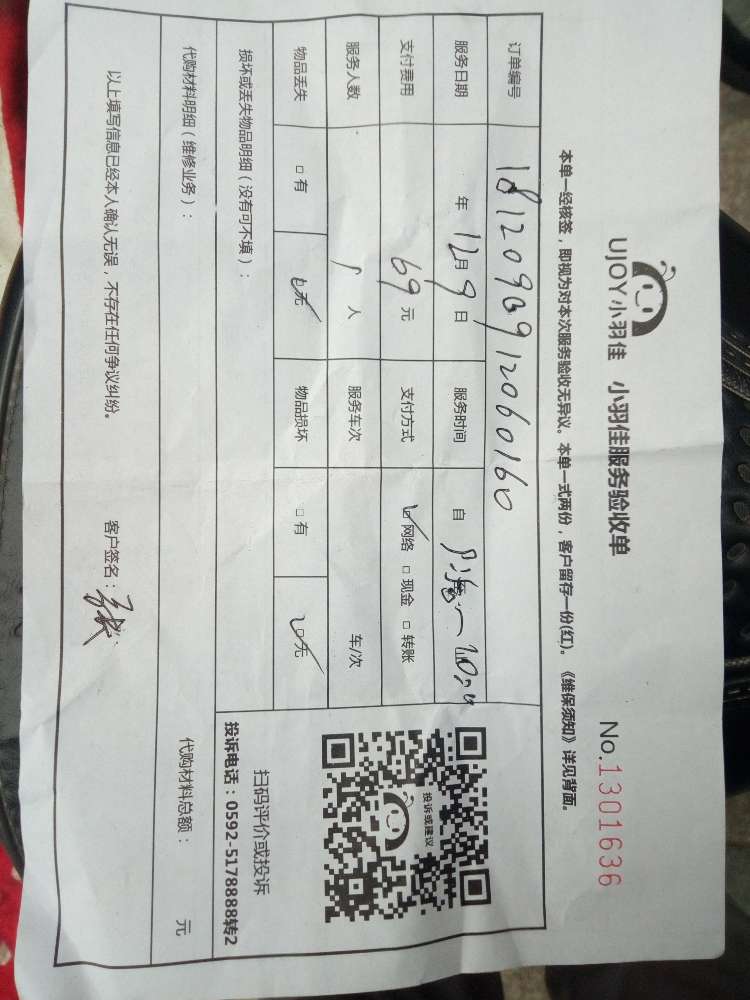 UJOY 小羽佳 小羽佳服务验收单 No.1301636
本单一经核签，即视为对本次服务验收无异议。本单一式两份，客户留存一份(红)。《维保须知》详见背面。
订单编号 181209091206060160
服务日期 年 12月 9 日 服务时间 自
支付费用 69 元 支付方式 ☑网络 □ 现金 □ 转账
服务人数 1 人 服务车次 车/次
物品丢失 □ 有 ☑无 物品损坏 □ 有 ☑无
损坏或丢失物品明细（没有可不填）：
代购材料明细（维修业务）： 代购材料总额： 元
以上填写信息已经本人确认无误，不存在任何争议纠纷。 客户签名：
投诉或建议
扫码评价或投诉
投诉电话：0592-5178888转2